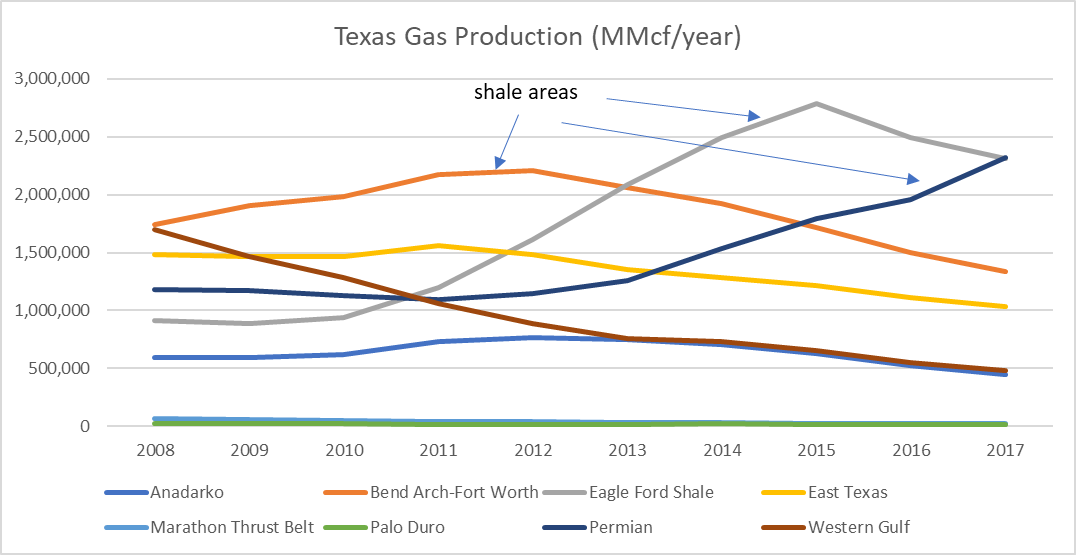 Texas Gas Production (MMcf/year)
3,000,000
shale areas
2,500,000
2,000,000
1,500,000
1,000,000
500,000
0
2008 2009 2010 2011 2012 2013 2014 2015 2016 2017
Anadarko Bend Arch-Fort Worth Eagle Ford Shale East Texas
Marathon Thrust Belt Palo Duro Permian Western Gulf